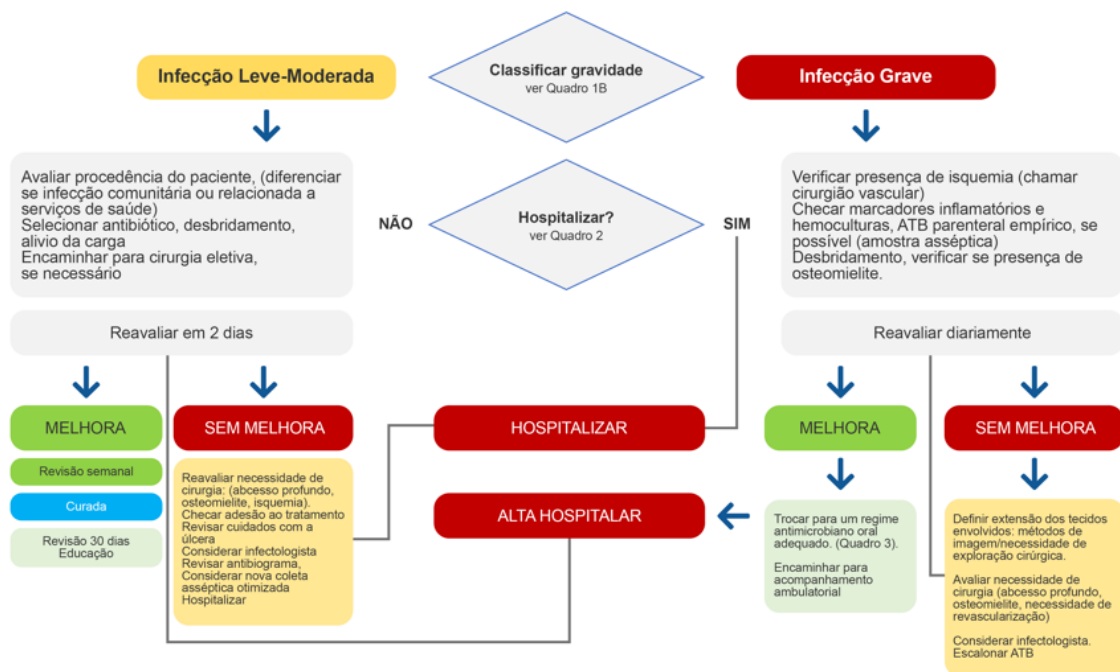 Infecção Leve-Moderada
Classificar gravidade
ver Quadro 1B
Infecção Grave
Avaliar procedência do paciente, (diferenciar
se infecção comunitária ou relacionada a
serviços de saúde)
Selecionar antibiótico, desbridamento,
alivio da carga
Encaminhar para cirurgia eletiva,
se necessário
NÃO
Hospitalizar?
ver Quadro 2
SIM
Verificar presença de isquemia (chamar
cirurgião vascular)
Checar marcadores inflamatórios e
hemoculturas, ATB parenteral empírico, se
possível (amostra asséptica)
Desbridamento, verificar se presença de
osteomielite.
Reavaliar em 2 dias
Reavaliar diariamente
MELHORA
SEM MELHORA
HOSPITALIZAR
MELHORA
SEM MELHORA
Revisão semanal
Curada
Revisão 30 dias
Educação
Reavaliar necessidade de
cirurgia: (abcesso profundo,
osteomielite, isquemia).
Checar adesão ao tratamento
Revisar cuidados com a
úlcera
Considerar infectologista
Revisar antibiograma,
Considerar nova coleta
asséptica otimizada
Hospitalizar
ALTA HOSPITALAR
Trocar para um regime
antimicrobiano oral
adequado. (Quadro 3).
Encaminhar para
acompanhamento
ambulatorial
Definir extensão dos tecidos
envolvidos: métodos de
imagem/necessidade de
exploração cirúrgica.
Avaliar necessidade de
cirurgia (abcesso profundo,
osteomielite, necessidade de
revascularização)
Considerar infectologista.
Escalonar ATB